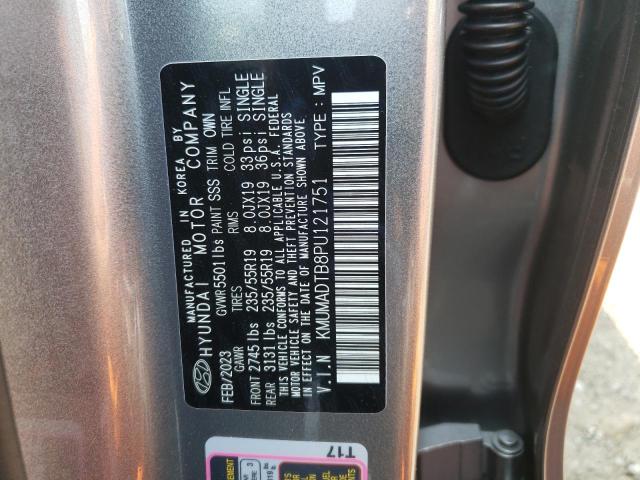 MANUFACTURED IN KOREA BY
HYUNDAI MOTOR COMPANY
FEB/2023 GVWR 5501 lbs PAINT SSS TRIM OWN
GAWR TIRES RIMS COLD TIRE INFL
FRONT 2745 lbs 235/55R19 8.0JX19 33psi SINGLE
REAR 3131 lbs 235/55R19 8.0JX19 36psi SINGLE
THIS VEHICLE CONFORMS TO ALL APPLICABLE U.S.A. FEDERAL
MOTOR VEHICLE SAFETY AND THEFT PREVENTION STANDARDS
IN EFFECT ON THE DATE OF MANUFACTURE SHOWN ABOVE.
V.I.N KMUMADTB8PU121751 TYPE: MPV
T17